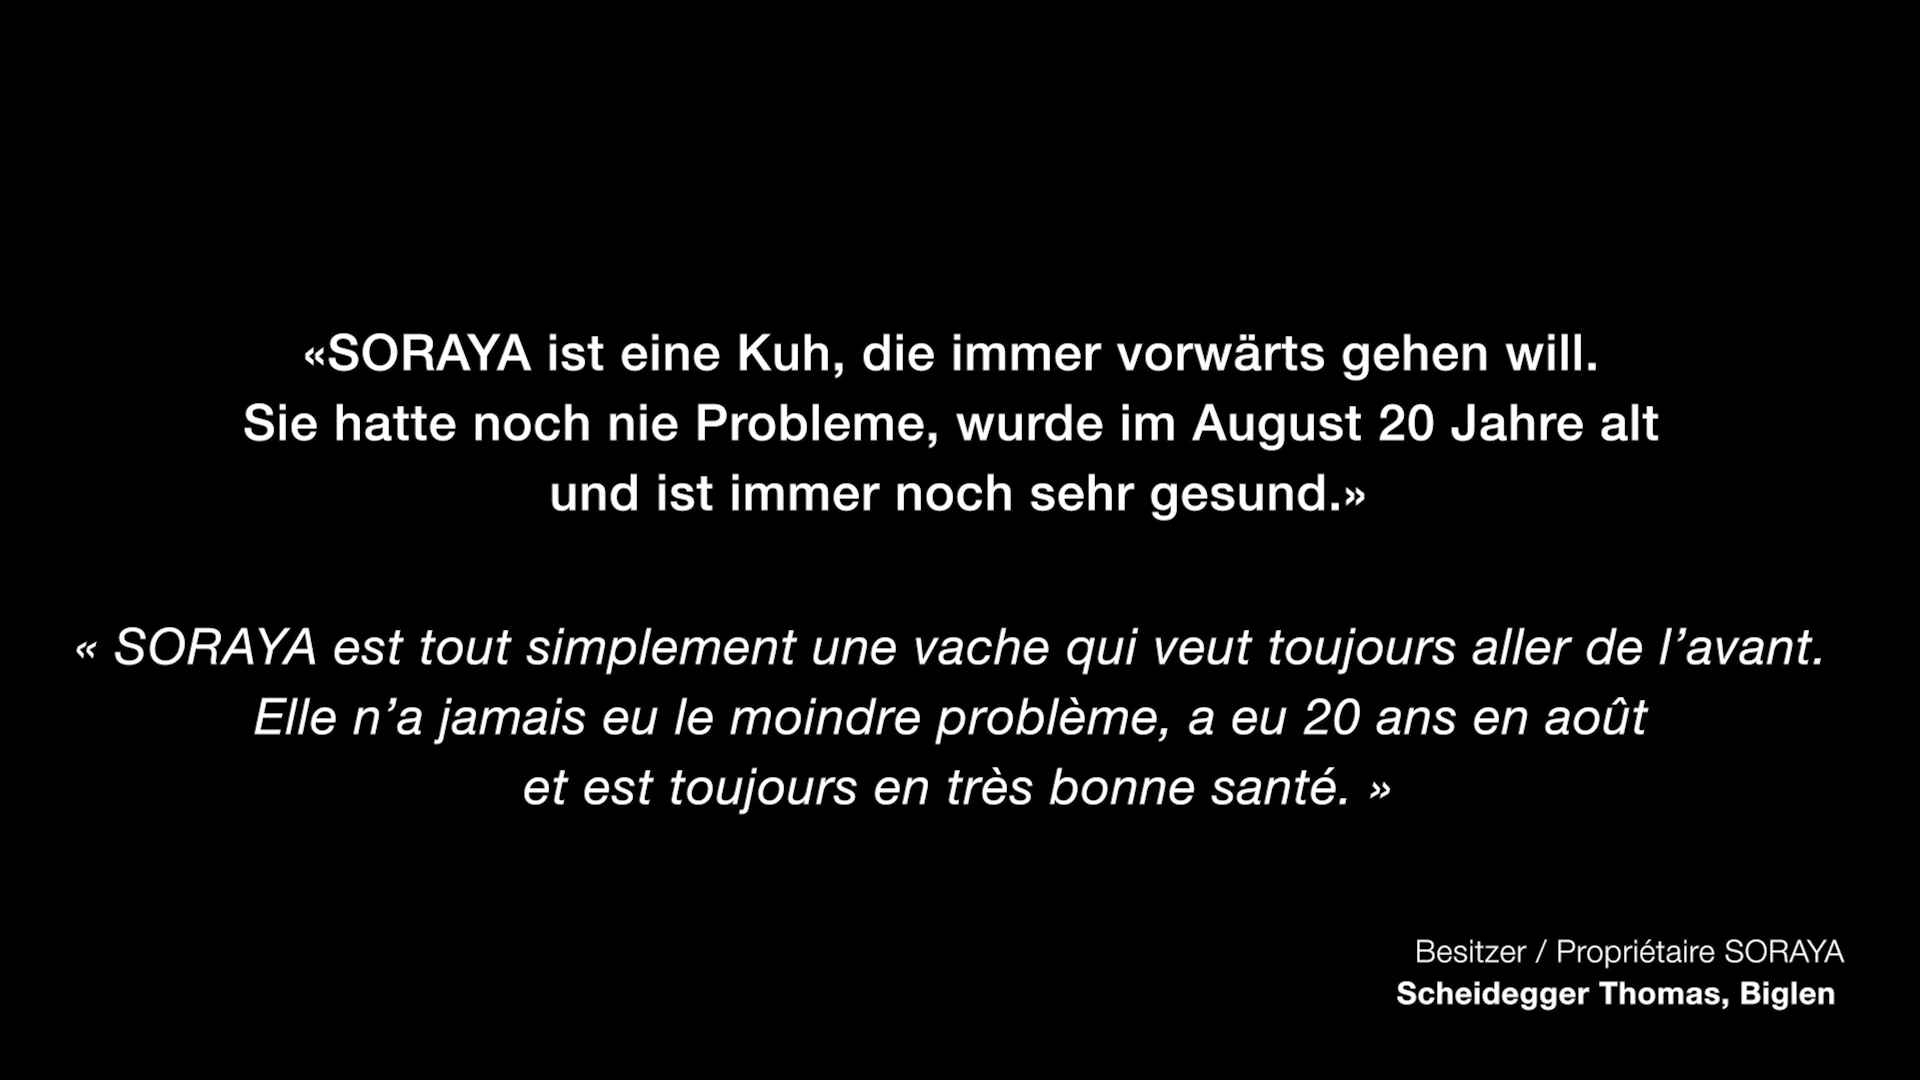 «SORAYA ist eine Kuh, die immer vorwärts gehen will.
Sie hatte noch nie Probleme, wurde im August 20 Jahre alt
und ist immer noch sehr gesund.»
« SORAYA est tout simplement une vache qui veut toujours aller de l’avant.
Elle n’a jamais eu le moindre problème, a eu 20 ans en août
et est toujours en très bonne santé. »
Besitzer / Propriétaire SORAYA
Scheidegger Thomas, Biglen